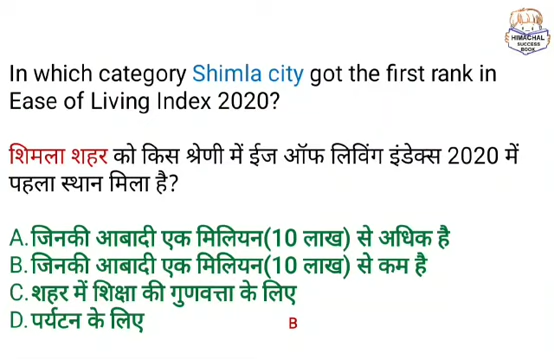 HIMACHAL
SUCCESS
BOOK
In which category Shimla city got the first rank in
Ease of Living Index 2020?
शिमला शहर को किस श्रेणी में ईज ऑफ लिविंग इंडेक्स 2020 में
पहला स्थान मिला है?
A.जिनकी आबादी एक मिलियन(10 लाख) से अधिक है
B.जिनकी आबादी एक मिलियन(10 लाख) से कम है
C.शहर में शिक्षा की गुणवत्ता के लिए
D.पर्यटन के लिए
B